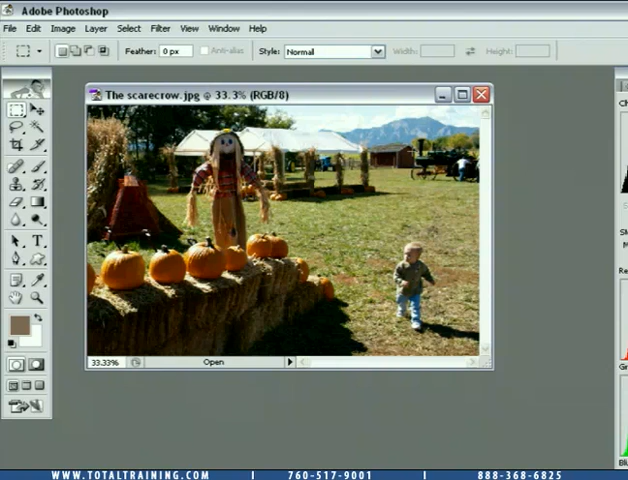 Adobe Photoshop
File Edit Image Layer Select Filter View Window Help
Feather: 0 px Anti-alias Style: Normal Width: Height:
The scarecrow.jpg @ 33.3% (RGB/8)
33.33% Open
T
WWW.TOTALTRAINING.COM | 760-517-9001 | 888-368-6825